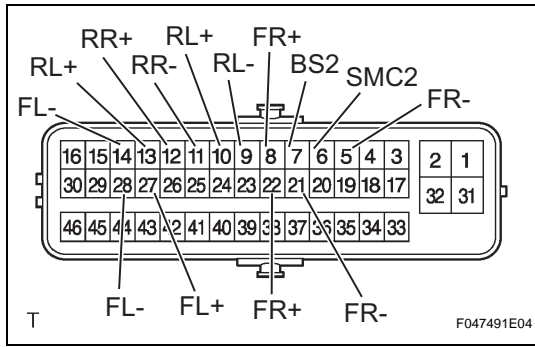 RR+ RL+ FR+
RL+ RR- RL- BS2 SMC2
FL- FR-
16 15 14 13 12 11 10 9 8 7 6 5 4 3 2 1
30 29 28 27 26 25 24 23 22 21 20 19 18 17 32 31
46 45 44 43 42 41 40 39 38 37 36 35 34 33
FL- FL+ FR+ FR-
T F047491E04